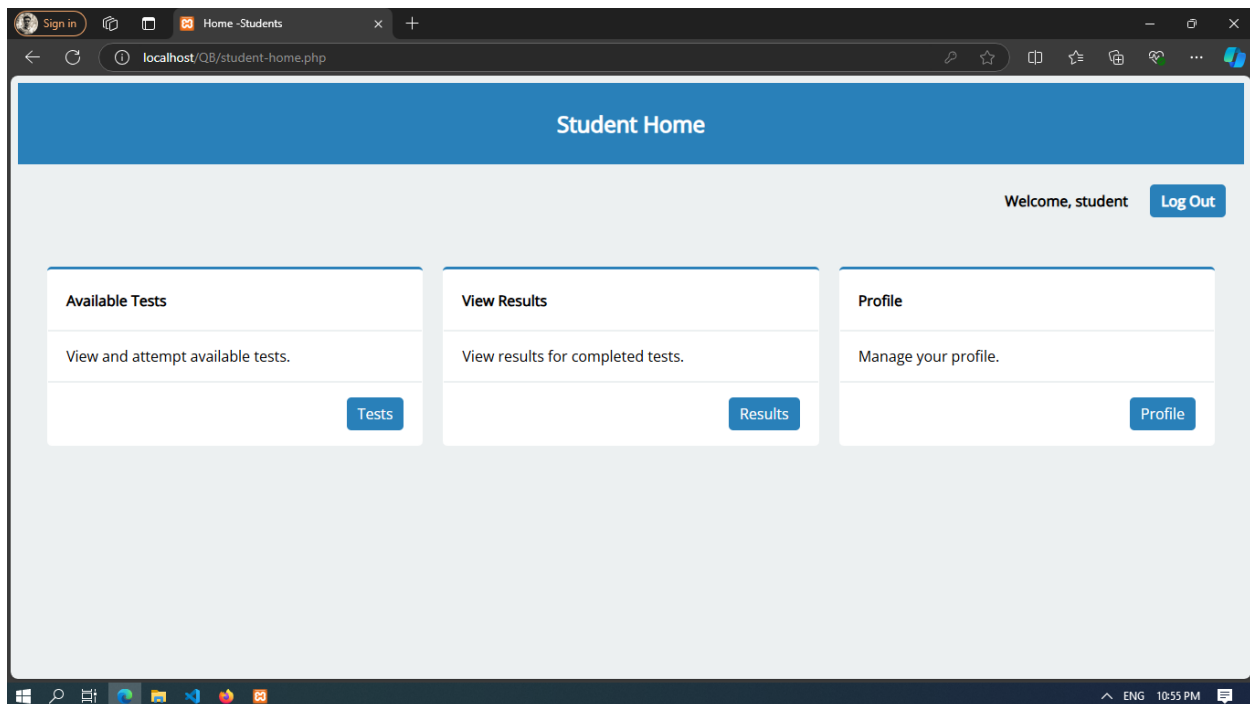 Sign in
Home -Students
localhost/QB/student-home.php
Student Home
Welcome, student
Log Out
Available Tests
View Results
Profile
View and attempt available tests.
View results for completed tests.
Manage your profile.
Tests
Results
Profile
ENG 10:55 PM